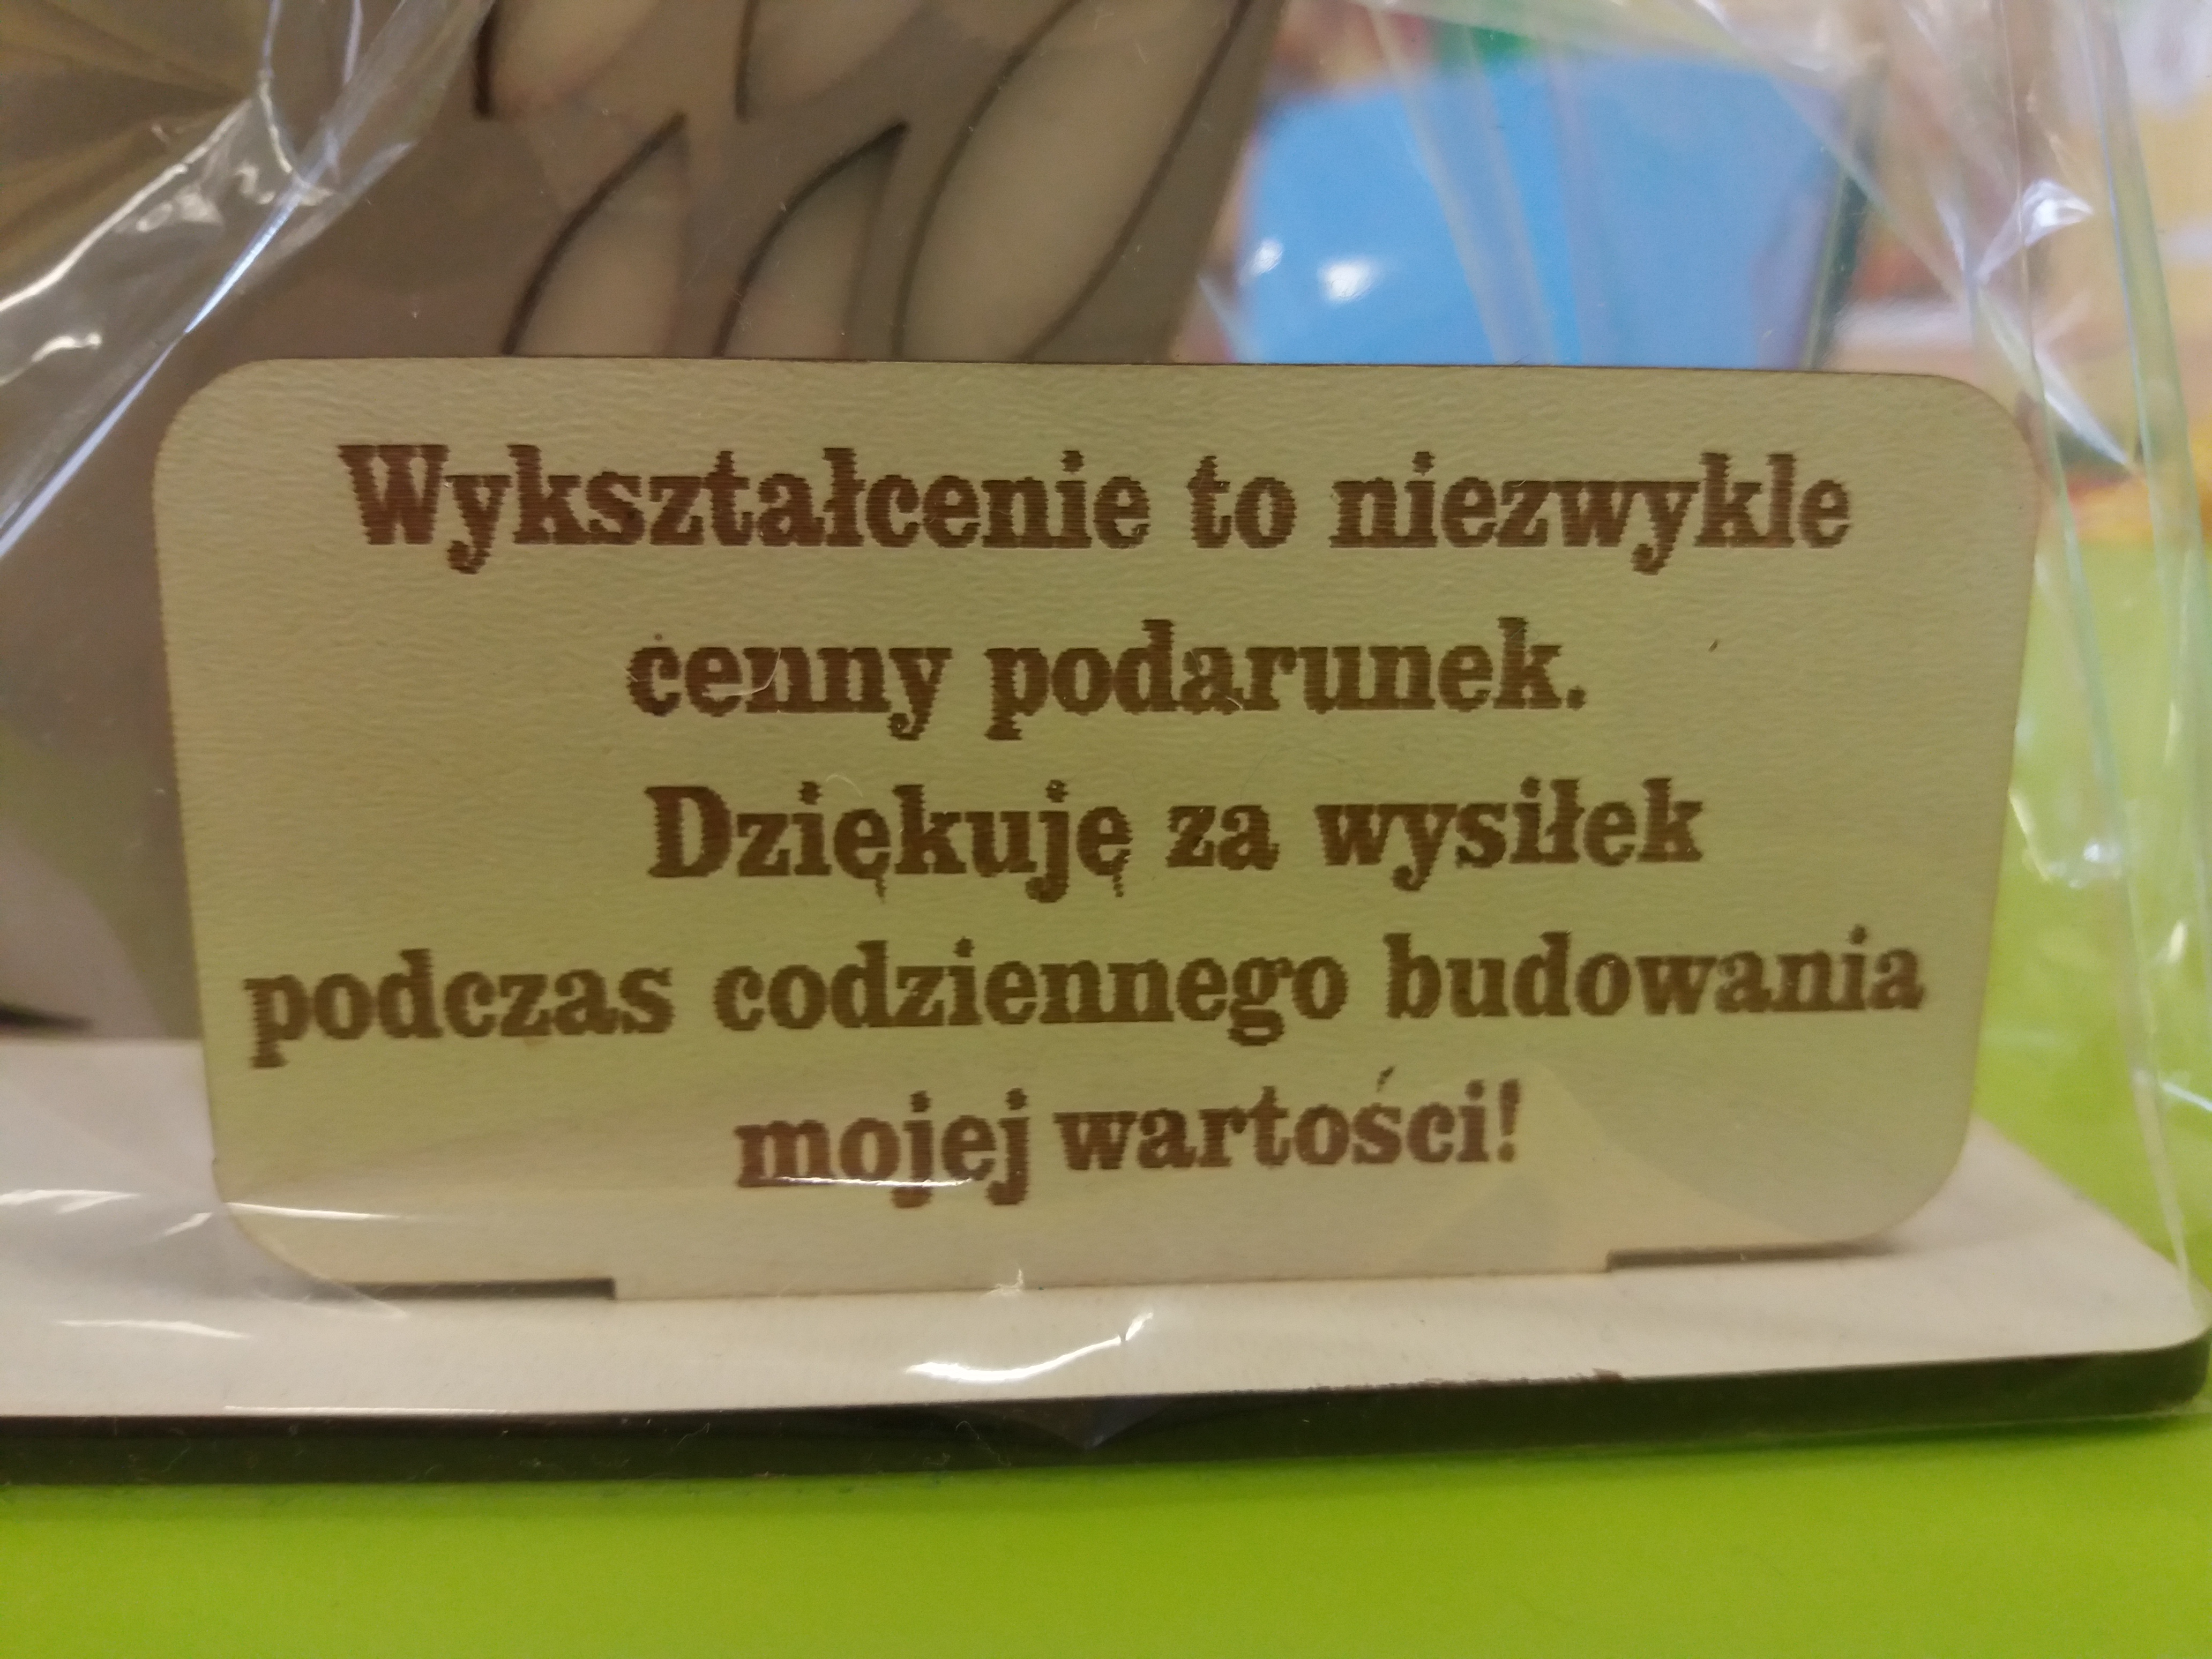 Wykształcenie to niezwykle
cenny podarunek.
Dziękuję za wysiłek
podczas codziennego budowania
mojej wartości!